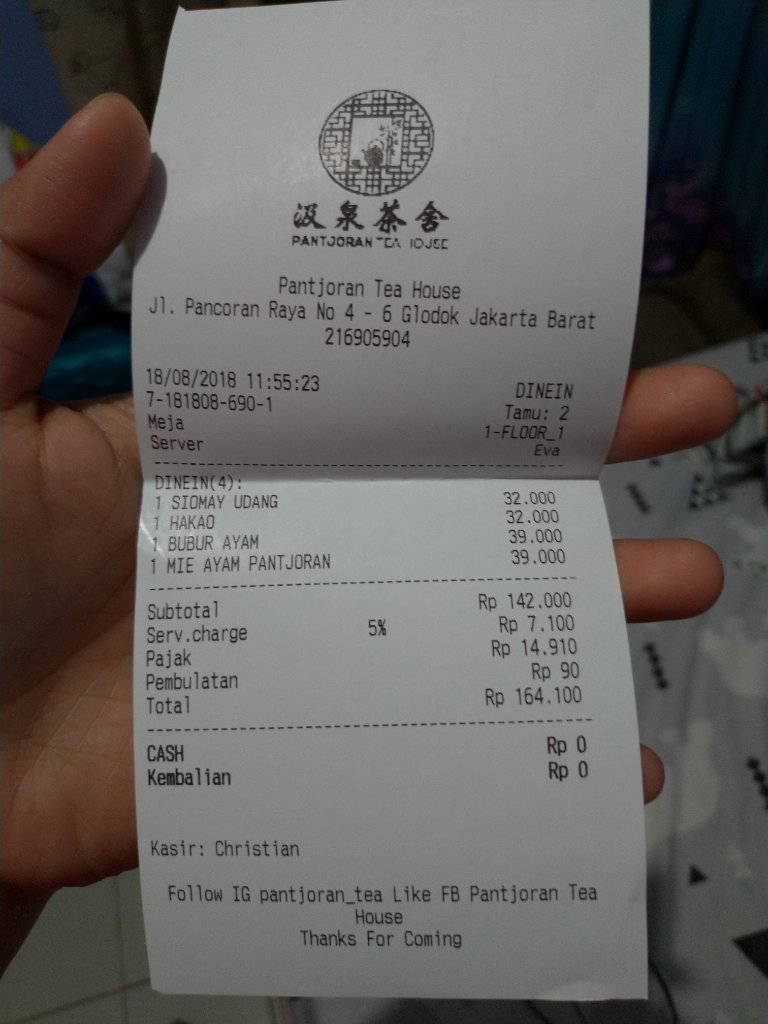 汲泉茶舍
PANTJORAN TEA HOUSE
Pantjoran Tea House
Jl. Pancoran Raya No 4 - 6 Glodok Jakarta Barat
216905904
18/08/2018 11:55:23 DINEIN
7-181808-690-1 Tamu: 2
Meja 1-FLOOR_1
Server Eva
DINEIN(4):
1 SIOMAY UDANG 32.000
1 HAKAO 32.000
1 BUBUR AYAM 39.000
1 MIE AYAM PANTJORAN 39.000
Subtotal Rp 142.000
Serv.charge 5% Rp 7.100
Pajak Rp 14.910
Pembulatan Rp 90
Total Rp 164.100
CASH Rp 0
Kembalian Rp 0
Kasir: Christian
Follow IG pantjoran_tea Like FB Pantjoran Tea
House
Thanks For Coming